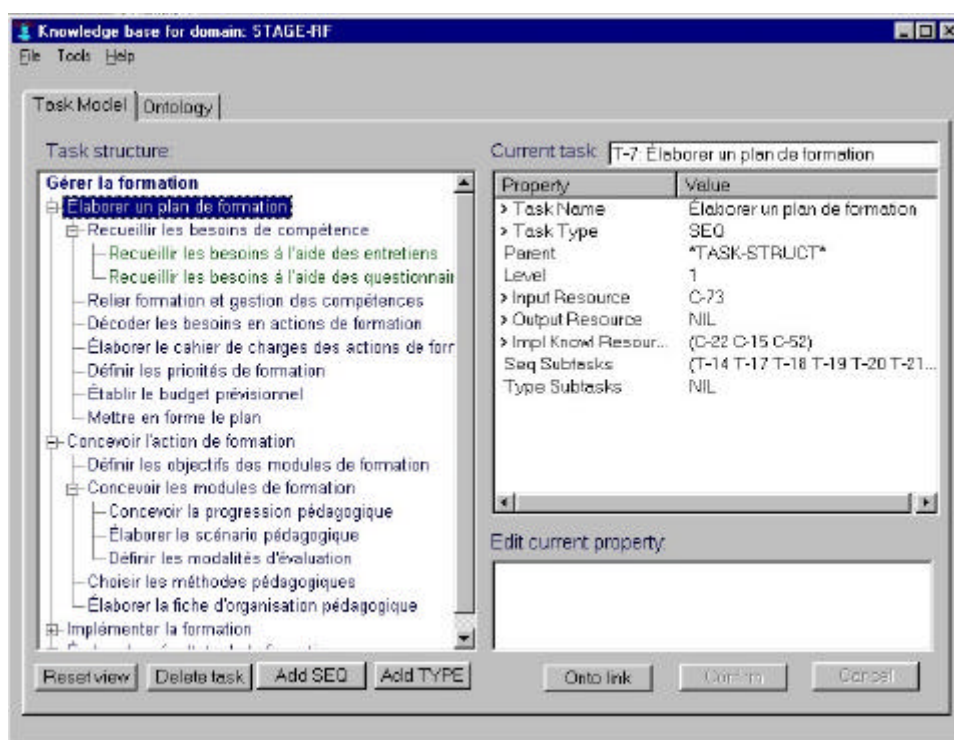 Knowledge base for domain: STAGE-RF
File Tools Help
Task Model Ontology
Task structure:
Gérer la formation
Élaborer un plan de formation
Recueillir les besoins de compétence
Recueillir les besoins à l'aide des entretiens
Recueillir les besoins à l'aide des questionnair
Relier formation et gestion des compétences
Décoder les besoins en actions de formation
Élaborer le cahier de charges des actions de forr
Définir les priorités de formation
Établir le budget prévisionnel
Mettre en forme le plan
Concevoir l'action de formation
Définir les objectifs des modules de formation
Concevoir les modules de formation
Concevoir la progression pédagogique
Élaborer le scénario pédagogique
Définir les modalités d'évaluation
Choisir les méthodes pédagogiques
Élaborer la fiche d'organisation pédagogique
Implémenter la formation
Reset view Delete task Add SEQ Add TYPE
Current task: T-7: Élaborer un plan de formation
Property Value
> Task Name Élaborer un plan de formation
> Task Type SEQ
Parent *TASK-STRUCT*
Level 1
> Input Resource C-73
> Output Resource NIL
> Impl Knowl Resour... (C-22 C-15 C-52)
Seq Subtasks (T-14 T-17 T-18 T-19 T-20 T-21...
Type Subtasks NIL
Edit current property:
Onto link Confirm Cancel